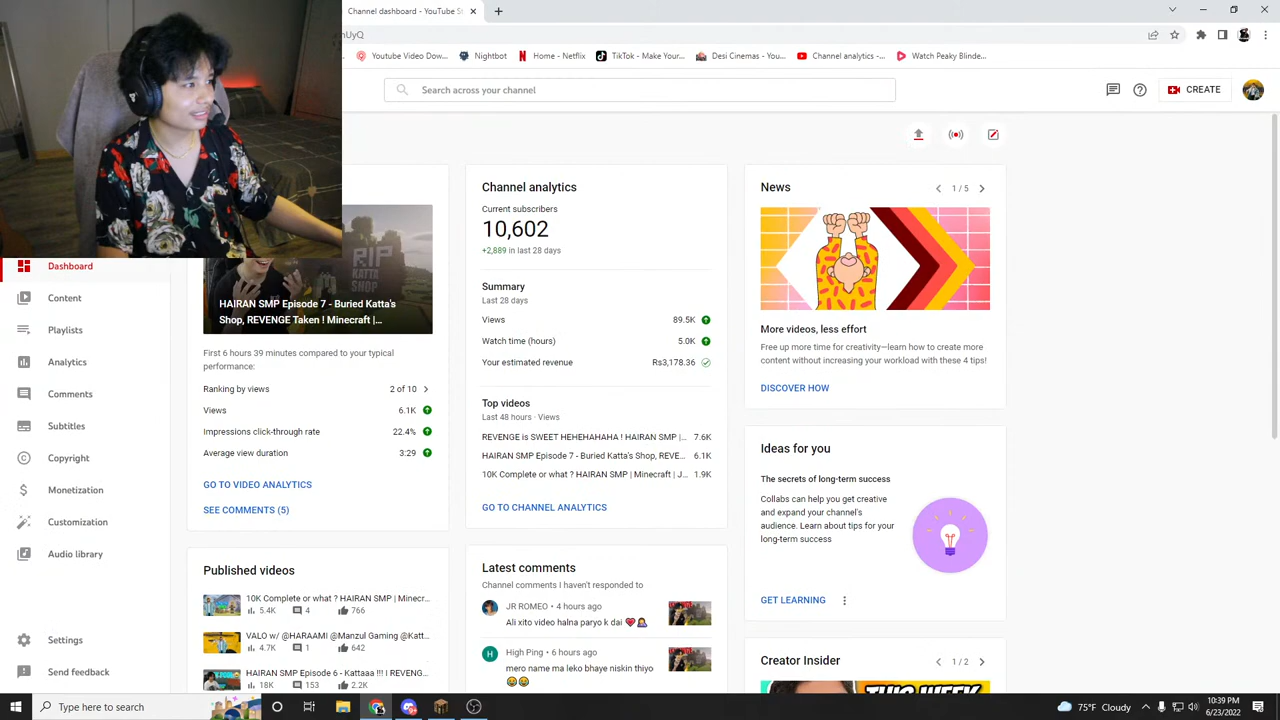 Channel dashboard - YouTube St
mUyQ
Youtube Video Dow...
Nightbot
Home - Netflix
TikTok - Make Your...
Desi Cinemas - You...
Channel analytics -...
Watch Peaky Blinde...
Search across your channel
CREATE
Dashboard
Content
Playlists
Analytics
Comments
Subtitles
Copyright
Monetization
Customization
Audio library
Settings
Send feedback
RIP
KATTA
SHOP
HAIRAN SMP Episode 7 - Buried Katta's
Shop, REVENGE Taken ! Minecraft |...
First 6 hours 39 minutes compared to your typical
performance:
Ranking by views 2 of 10
Views 6.1K
Impressions click-through rate 22.4%
Average view duration 3:29
GO TO VIDEO ANALYTICS
SEE COMMENTS (5)
Published videos
10K Complete or what ? HAIRAN SMP | Minecr...
5.4K 4 766
VALO w/ @HARAAMI @Manzul Gaming @Katt...
4.7K 1 642
HAIRAN SMP Episode 6 - Kattaaa !!! I REVENG...
18K 153 2.2K
Channel analytics
Current subscribers
10,602
+2,889 in last 28 days
Summary
Last 28 days
Views 89.5K
Watch time (hours) 5.0K
Your estimated revenue Rs3,178.36
Top videos
Last 48 hours · Views
REVENGE is SWEET HEHEHAHAHA ! HAIRAN SMP |... 7.6K
HAIRAN SMP Episode 7 - Buried Katta's Shop, REVE... 6.1K
10K Complete or what ? HAIRAN SMP | Minecraft | J... 1.9K
GO TO CHANNEL ANALYTICS
Latest comments
Channel comments I haven't responded to
JR ROMEO • 4 hours ago
Ali xito video halna paryo k dai ❤️🤦
H
High Ping • 6 hours ago
mero name ma leko bhaye niskin thiyo
😂😂
News
1 / 5
More videos, less effort
Free up more time for creativity—learn how to create more
content without increasing your workload with these 4 tips!
DISCOVER HOW
Ideas for you
The secrets of long-term success
Collabs can help you get creative
and expand your channel's
audience. Learn about tips for your
long-term success
GET LEARNING
Creator Insider
1 / 2
THIS WEEK
Type here to search
75°F Cloudy
10:39 PM
6/23/2022